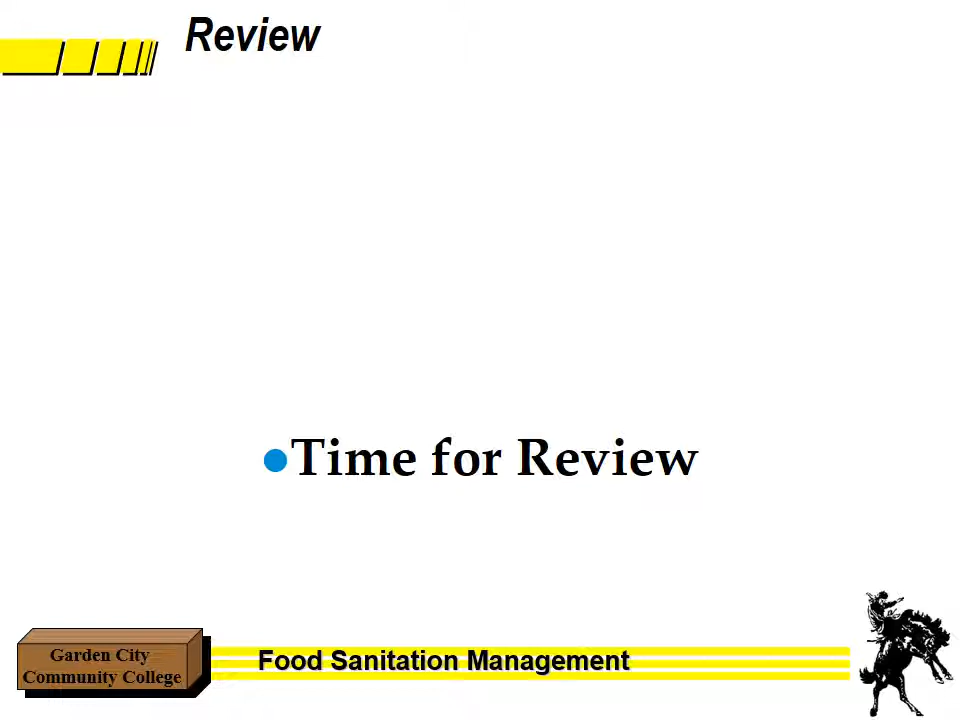 Review
Time for Review
Garden City
Community College
Food Sanitation Management